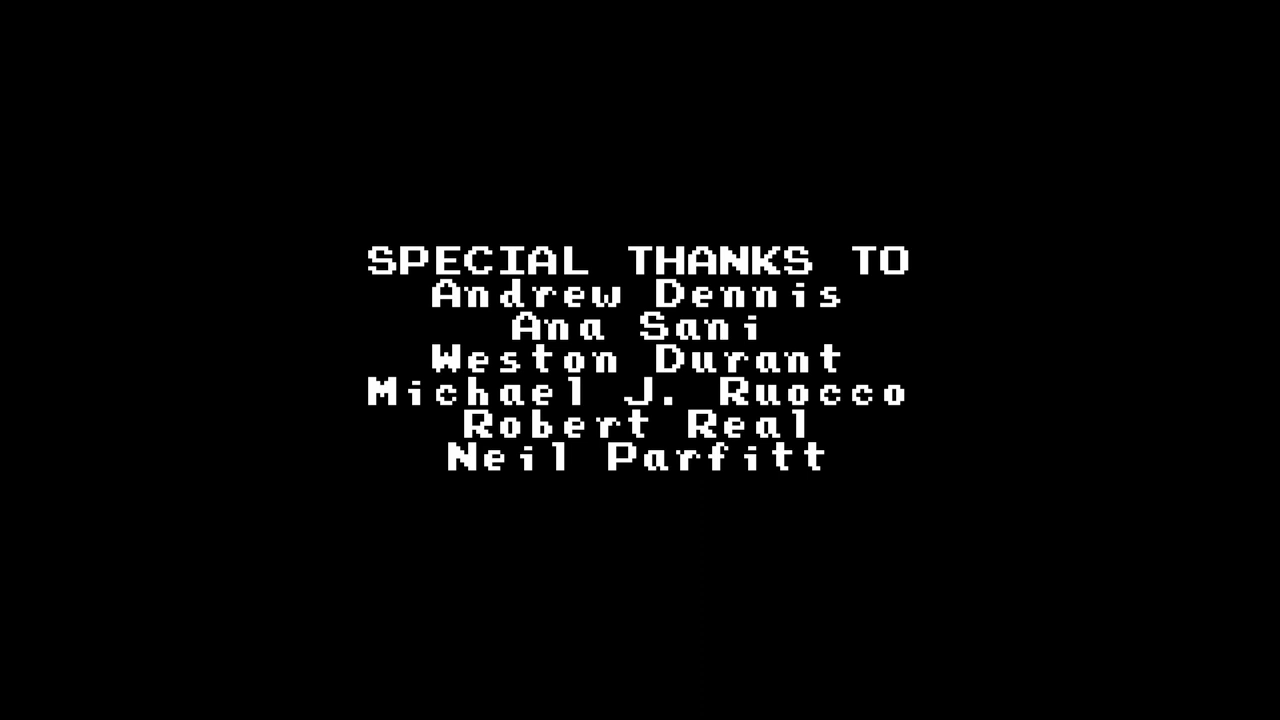 SPECIAL THANKS TO
Andrew Dennis
Ana Sani
Weston Durant
Michael J. Ruocco
Robert Real
Neil Parfitt